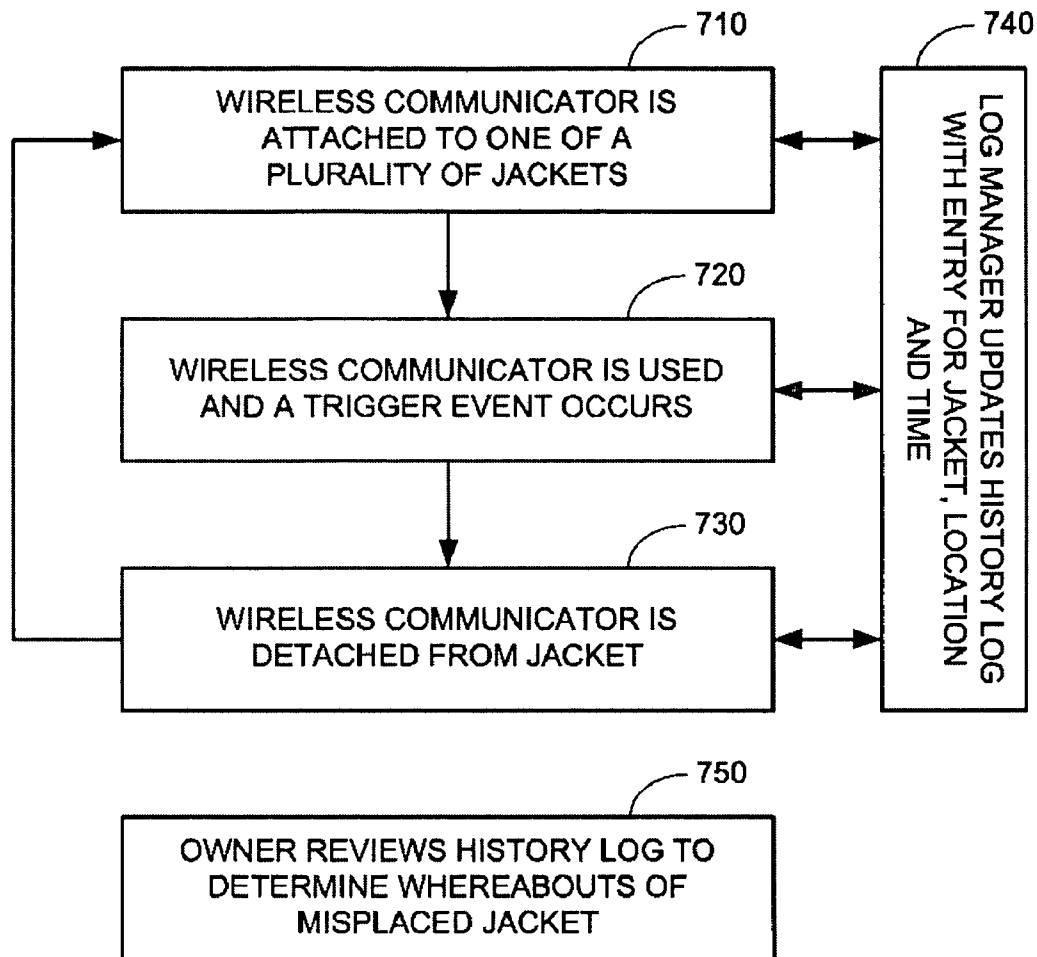 710
WIRELESS COMMUNICATOR IS
ATTACHED TO ONE OF A
PLURALITY OF JACKETS
720
WIRELESS COMMUNICATOR IS USED
AND A TRIGGER EVENT OCCURS
730
WIRELESS COMMUNICATOR IS
DETACHED FROM JACKET
740
LOG MANAGER UPDATES HISTORY LOG
WITH ENTRY FOR JACKET, LOCATION
AND TIME
750
OWNER REVIEWS HISTORY LOG TO
DETERMINE WHEREABOUTS OF
MISPLACED JACKET